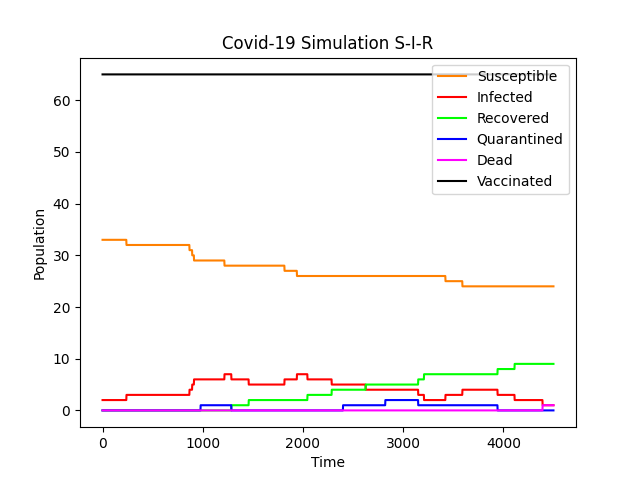 Covid-19 Simulation S-I-R
Susceptible
Infected
Recovered
Quarantined
Dead
Vaccinated
60
50
40
30
20
10
0
Population
0 1000 2000 3000 4000
Time